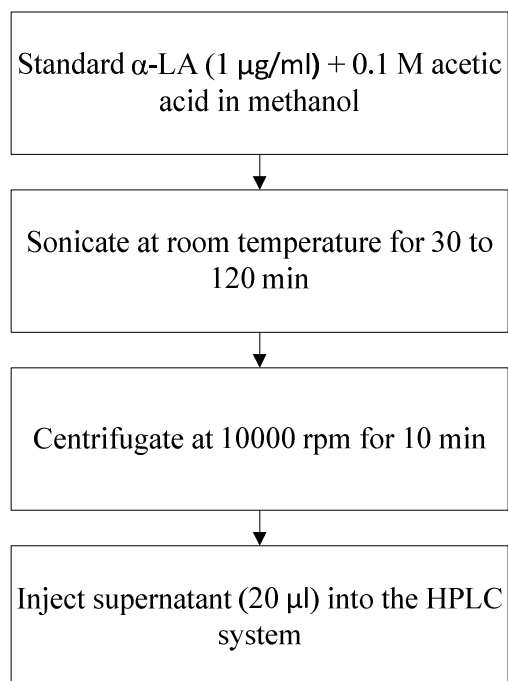 Standard α-LA (1 µg/ml) + 0.1 M acetic
acid in methanol
Sonicate at room temperature for 30 to
120 min
Centrifugate at 10000 rpm for 10 min
Inject supernatant (20 µl) into the HPLC
system